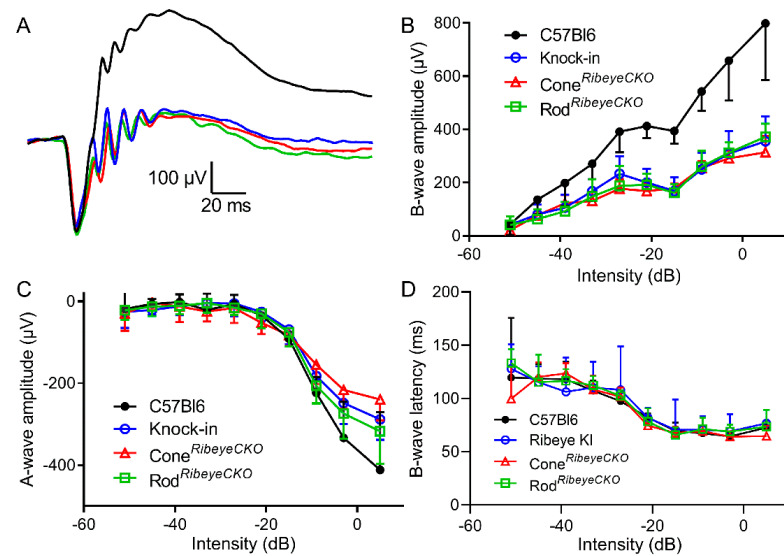 A
100 µV
20 ms
B
C57Bl6
Knock-in
Cone^RibeyeCKO
Rod^RibeyeCKO
B-wave amplitude (µV)
800
600
400
200
0
-60 -40 -20 0
Intensity (dB)
C
A-wave amplitude (µV)
0
-200
-400
C57Bl6
Knock-in
Cone^RibeyeCKO
Rod^RibeyeCKO
-60 -40 -20 0
Intensity (dB)
D
B-wave latency (ms)
200
150
100
50
0
C57Bl6
Ribeye KI
Cone^RibeyeCKO
Rod^RibeyeCKO
-60 -40 -20 0
Intensity (dB)